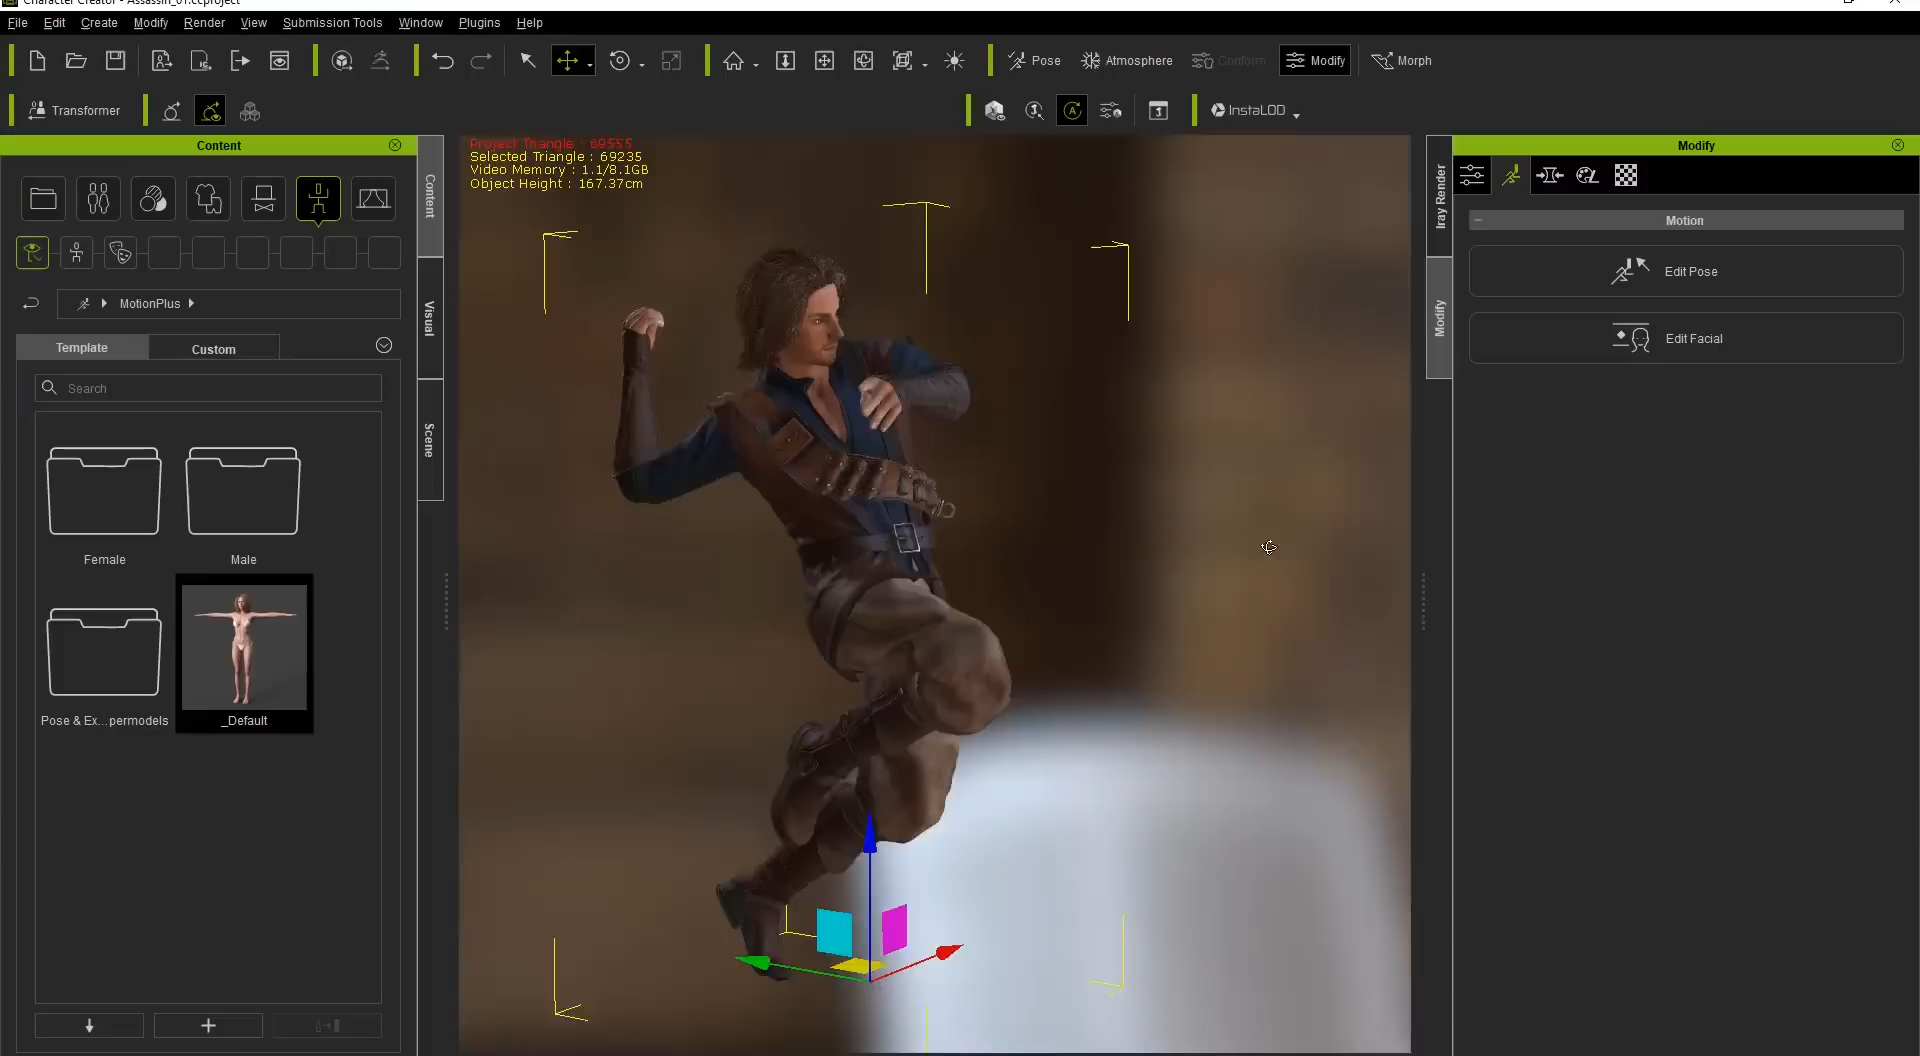 Character Creator - Assassin_01.ccproject
File Edit Create Modify Render View Submission Tools Window Plugins Help
Pose Atmosphere Conform Modify Morph
Transformer
InstaLOD
Content
Modify
Project Triangle : 69555
Selected Triangle : 69235
Video Memory : 1.1/8.1GB
Object Height : 167.37cm
Content
Visual
Scene
Iray Render
Modify
Motion
Edit Pose
Edit Facial
MotionPlus
Template Custom
Search
Female Male
Pose & Ex...permodels _Default